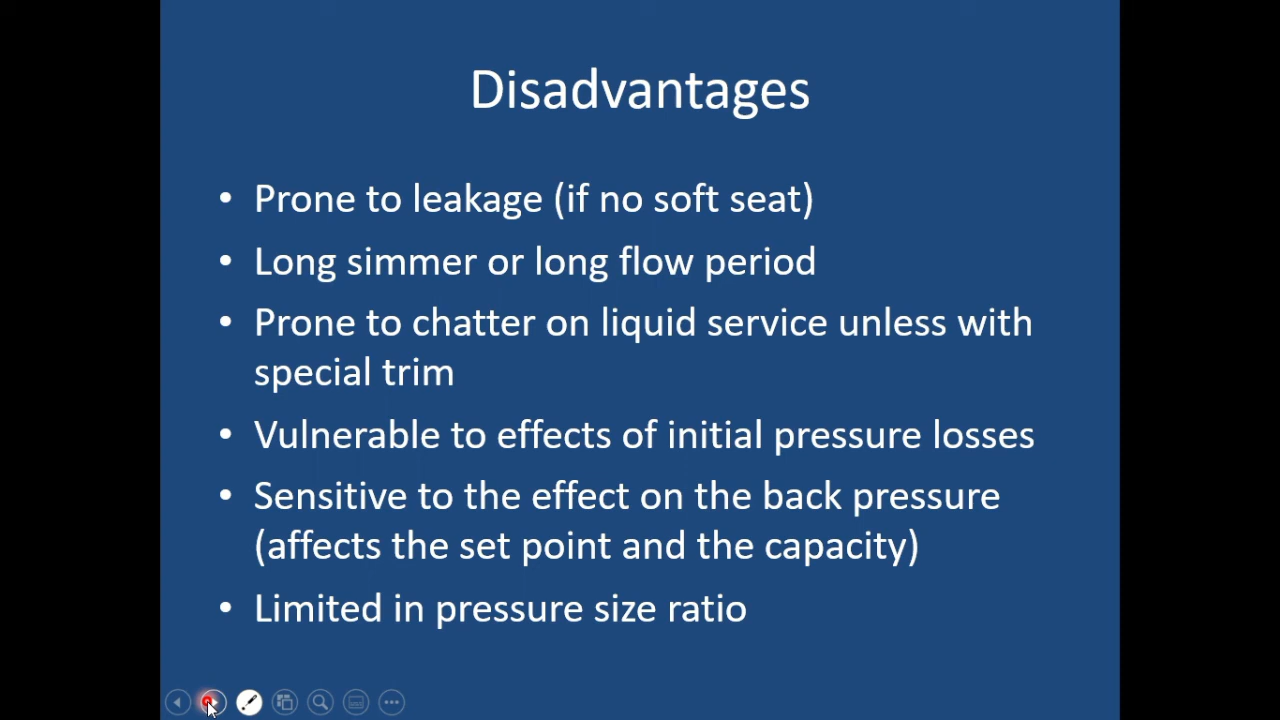 Disadvantages
• Prone to leakage (if no soft seat)
• Long simmer or long flow period
• Prone to chatter on liquid service unless with
special trim
• Vulnerable to effects of initial pressure losses
• Sensitive to the effect on the back pressure
(affects the set point and the capacity)
• Limited in pressure size ratio